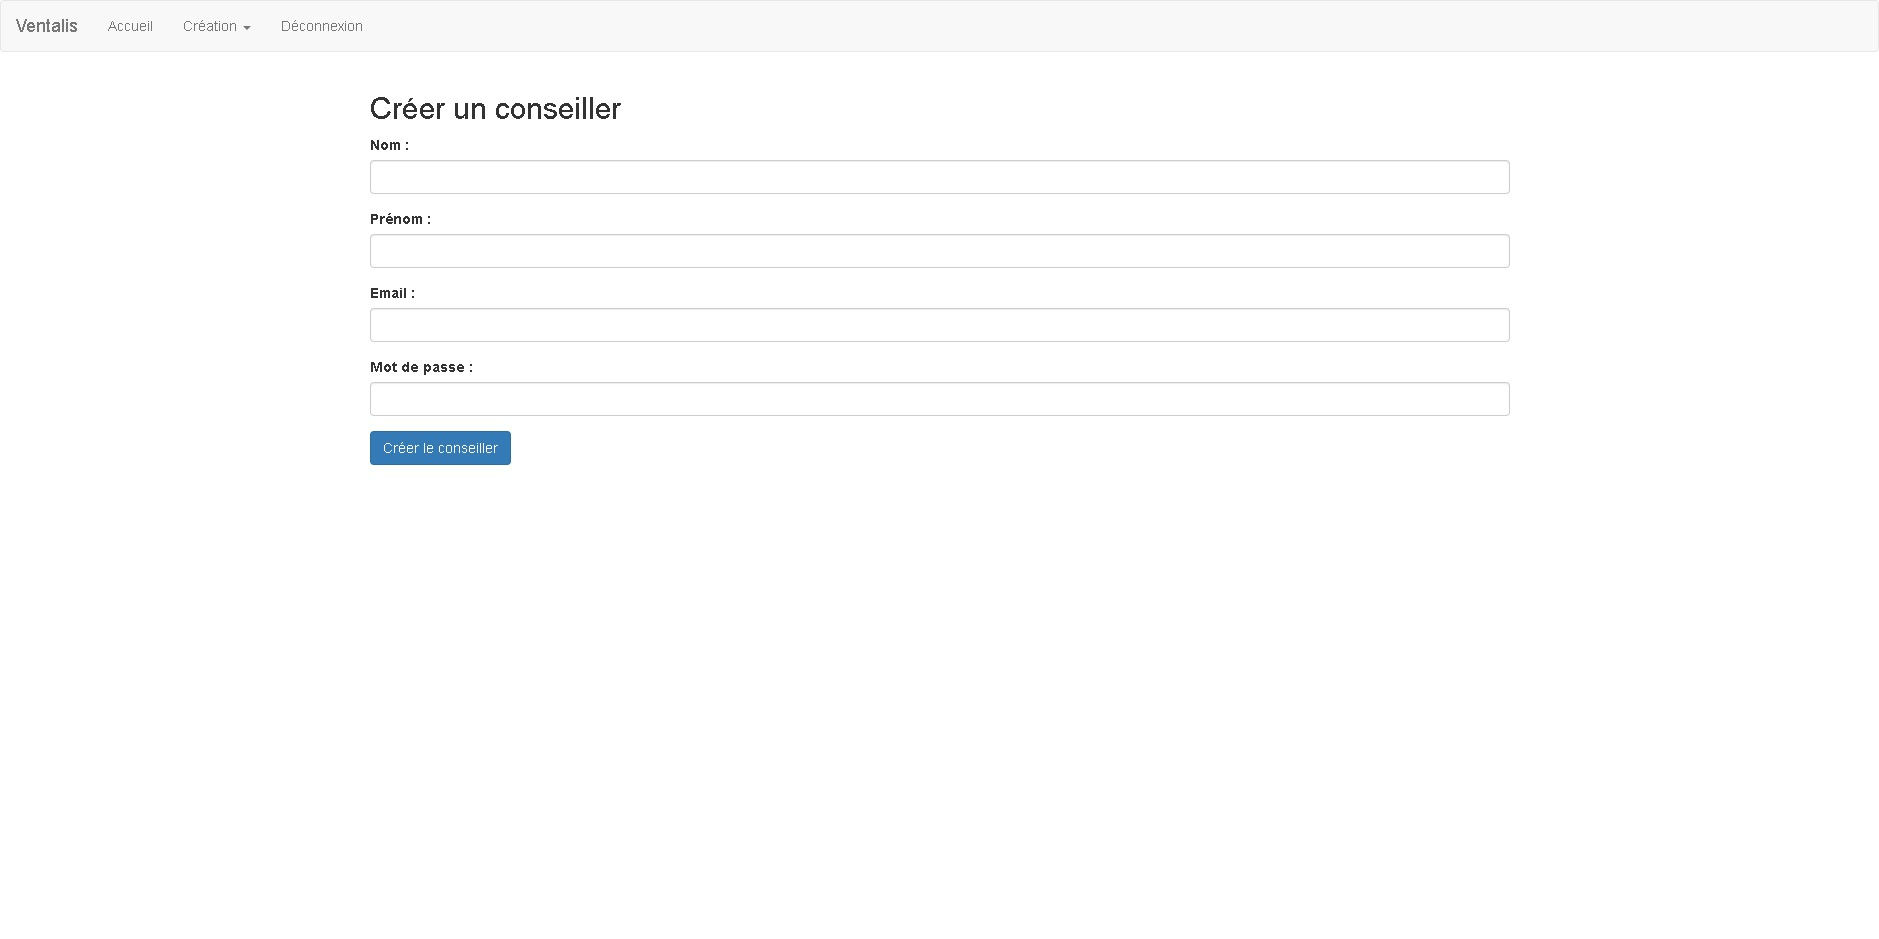 Ventalis Accueil Création Déconnexion
Créer un conseiller
Nom :
Prénom :
Email :
Mot de passe :
Créer le conseiller